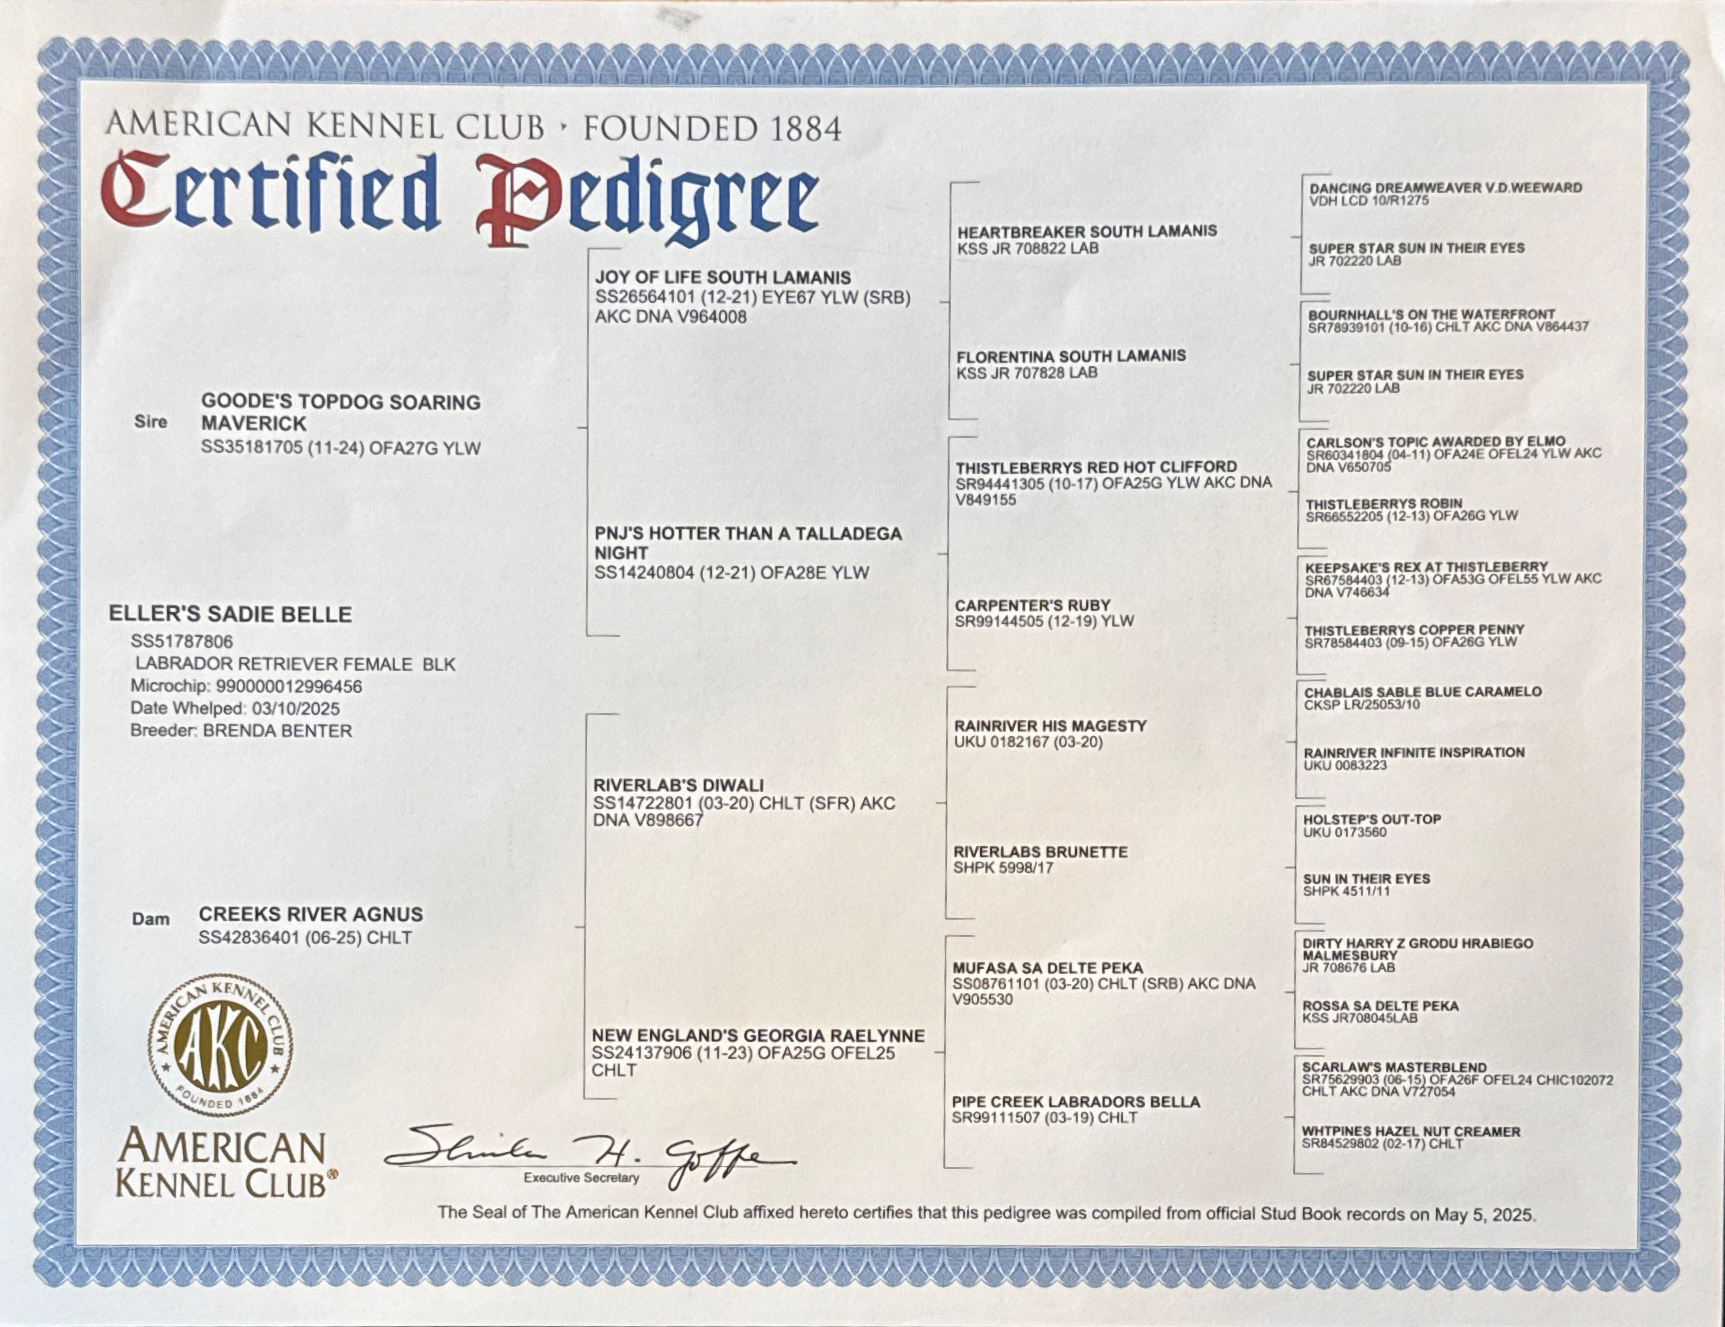 AMERICAN KENNEL CLUB · FOUNDED 1884
Certified Pedigree
Sire
GOODE'S TOPDOG SOARING
MAVERICK
SS35181705 (11-24) OFA27G YLW
ELLER'S SADIE BELLE
SS51787806
LABRADOR RETRIEVER FEMALE BLK
Microchip: 990000012996456
Date Whelped: 03/10/2025
Breeder: BRENDA BENTER
Dam
CREEKS RIVER AGNUS
SS42836401 (06-25) CHLT
JOY OF LIFE SOUTH LAMANIS
SS26564101 (12-21) EYE67 YLW (SRB)
AKC DNA V964008
PNJ'S HOTTER THAN A TALLADEGA
NIGHT
SS14240804 (12-21) OFA28E YLW
RIVERLAB'S DIWALI
SS14722801 (03-20) CHLT (SFR) AKC
DNA V898667
NEW ENGLAND'S GEORGIA RAELYNNE
SS24137906 (11-23) OFA25G OFEL25
CHLT
HEARTBREAKER SOUTH LAMANIS
KSS JR 708822 LAB
FLORENTINA SOUTH LAMANIS
KSS JR 707828 LAB
THISTLEBERRYS RED HOT CLIFFORD
SR94441305 (10-17) OFA25G YLW AKC DNA
V849155
CARPENTER'S RUBY
SR99144505 (12-19) YLW
RAINRIVER HIS MAGESTY
UKU 0182167 (03-20)
RIVERLABS BRUNETTE
SHPK 5998/17
MUFASA SA DELTE PEKA
SS08761101 (03-20) CHLT (SRB) AKC DNA
V905530
PIPE CREEK LABRADORS BELLA
SR99111507 (03-19) CHLT
DANCING DREAMWEAVER V.D.WEEWARD
VDH LCD 10/R1275
SUPER STAR SUN IN THEIR EYES
JR 702220 LAB
BOURNHALL'S ON THE WATERFRONT
SR78939101 (10-16) CHLT AKC DNA V864437
SUPER STAR SUN IN THEIR EYES
JR 702220 LAB
CARLSON'S TOPIC AWARDED BY ELMO
SR60341804 (04-11) OFA24E OFEL24 YLW AKC
DNA V650705
THISTLEBERRYS ROBIN
SR66552205 (12-13) OFA26G YLW
KEEPSAKE'S REX AT THISTLEBERRY
SR67584403 (12-13) OFA53G OFEL55 YLW AKC
DNA V746634
THISTLEBERRYS COPPER PENNY
SR78584403 (09-15) OFA26G YLW
CHABLAIS SABLE BLUE CARAMELO
CKSP LR/25053/10
RAINRIVER INFINITE INSPIRATION
UKU 0083223
HOLSTEP'S OUT-TOP
UKU 0173560
SUN IN THEIR EYES
SHPK 4511/11
DIRTY HARRY Z GRODU HRABIEGO
MALMESBURY
JR 708676 LAB
ROSSA SA DELTE PEKA
KSS JR708045LAB
SCARLAW'S MASTERBLEND
SR75629903 (06-15) OFA26F OFEL24 CHIC102072
CHLT AKC DNA V727054
WHTPINES HAZEL NUT CREAMER
SR84529802 (02-17) CHLT
AMERICAN KENNEL CLUB
AKC
FOUNDED 1884
AMERICAN
KENNEL CLUB®
H. Goffe
Executive Secretary
The Seal of The American Kennel Club affixed hereto certifies that this pedigree was compiled from official Stud Book records on May 5, 2025.